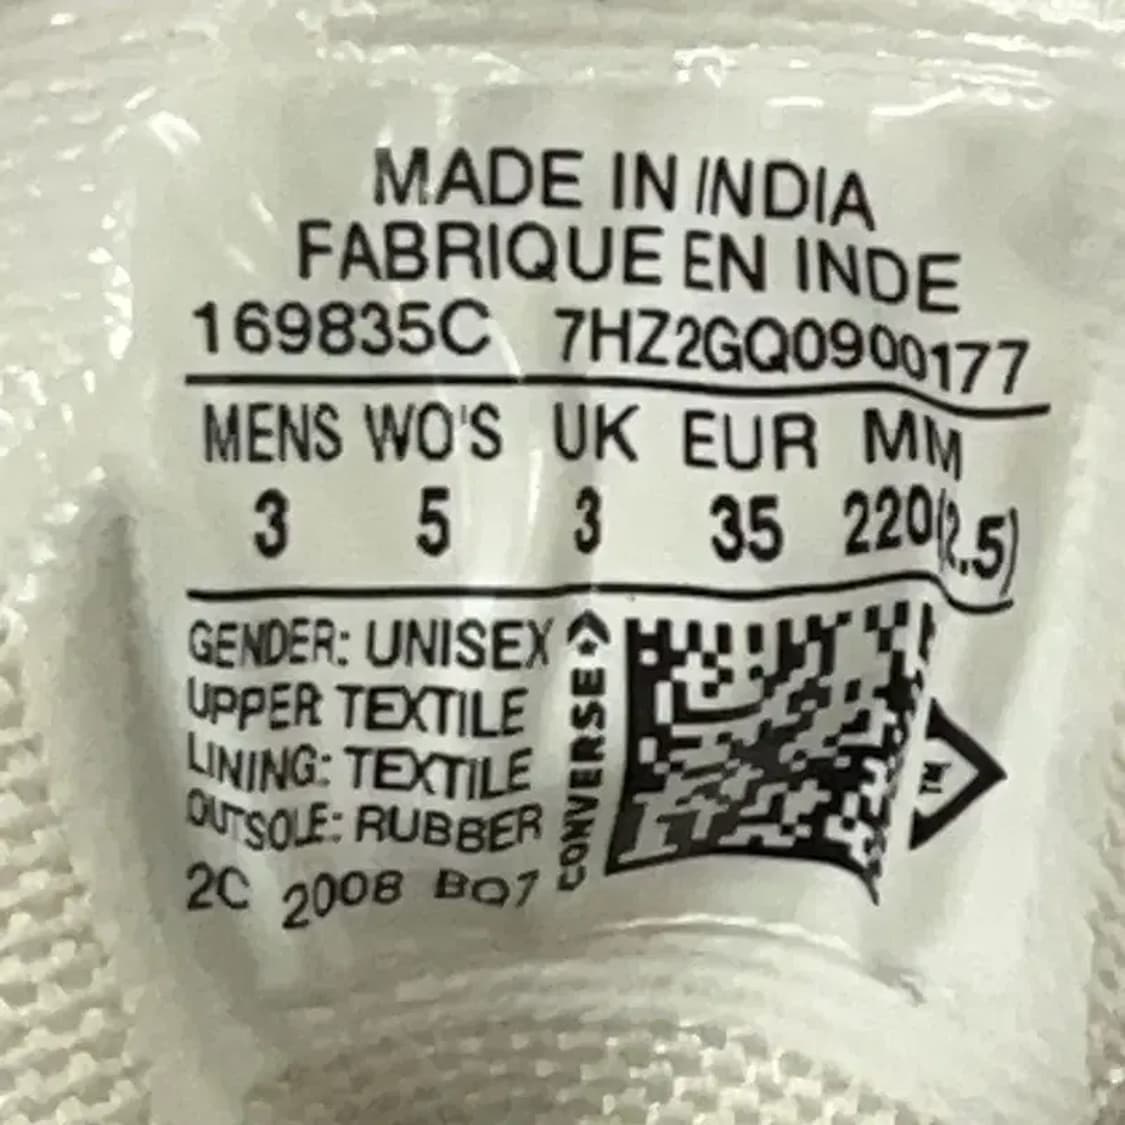 MADE IN INDIA
FABRIQUE EN INDE
169835C 7HZ2GQ0900177
MENS WO'S UK EUR MM
3 5 3 35 220(2.5)
GENDER: UNISEX
UPPER TEXTILE
LINING: TEXTILE
OUTSOLE: RUBBER
2C 2008 BQ7
CONVERSE
TM